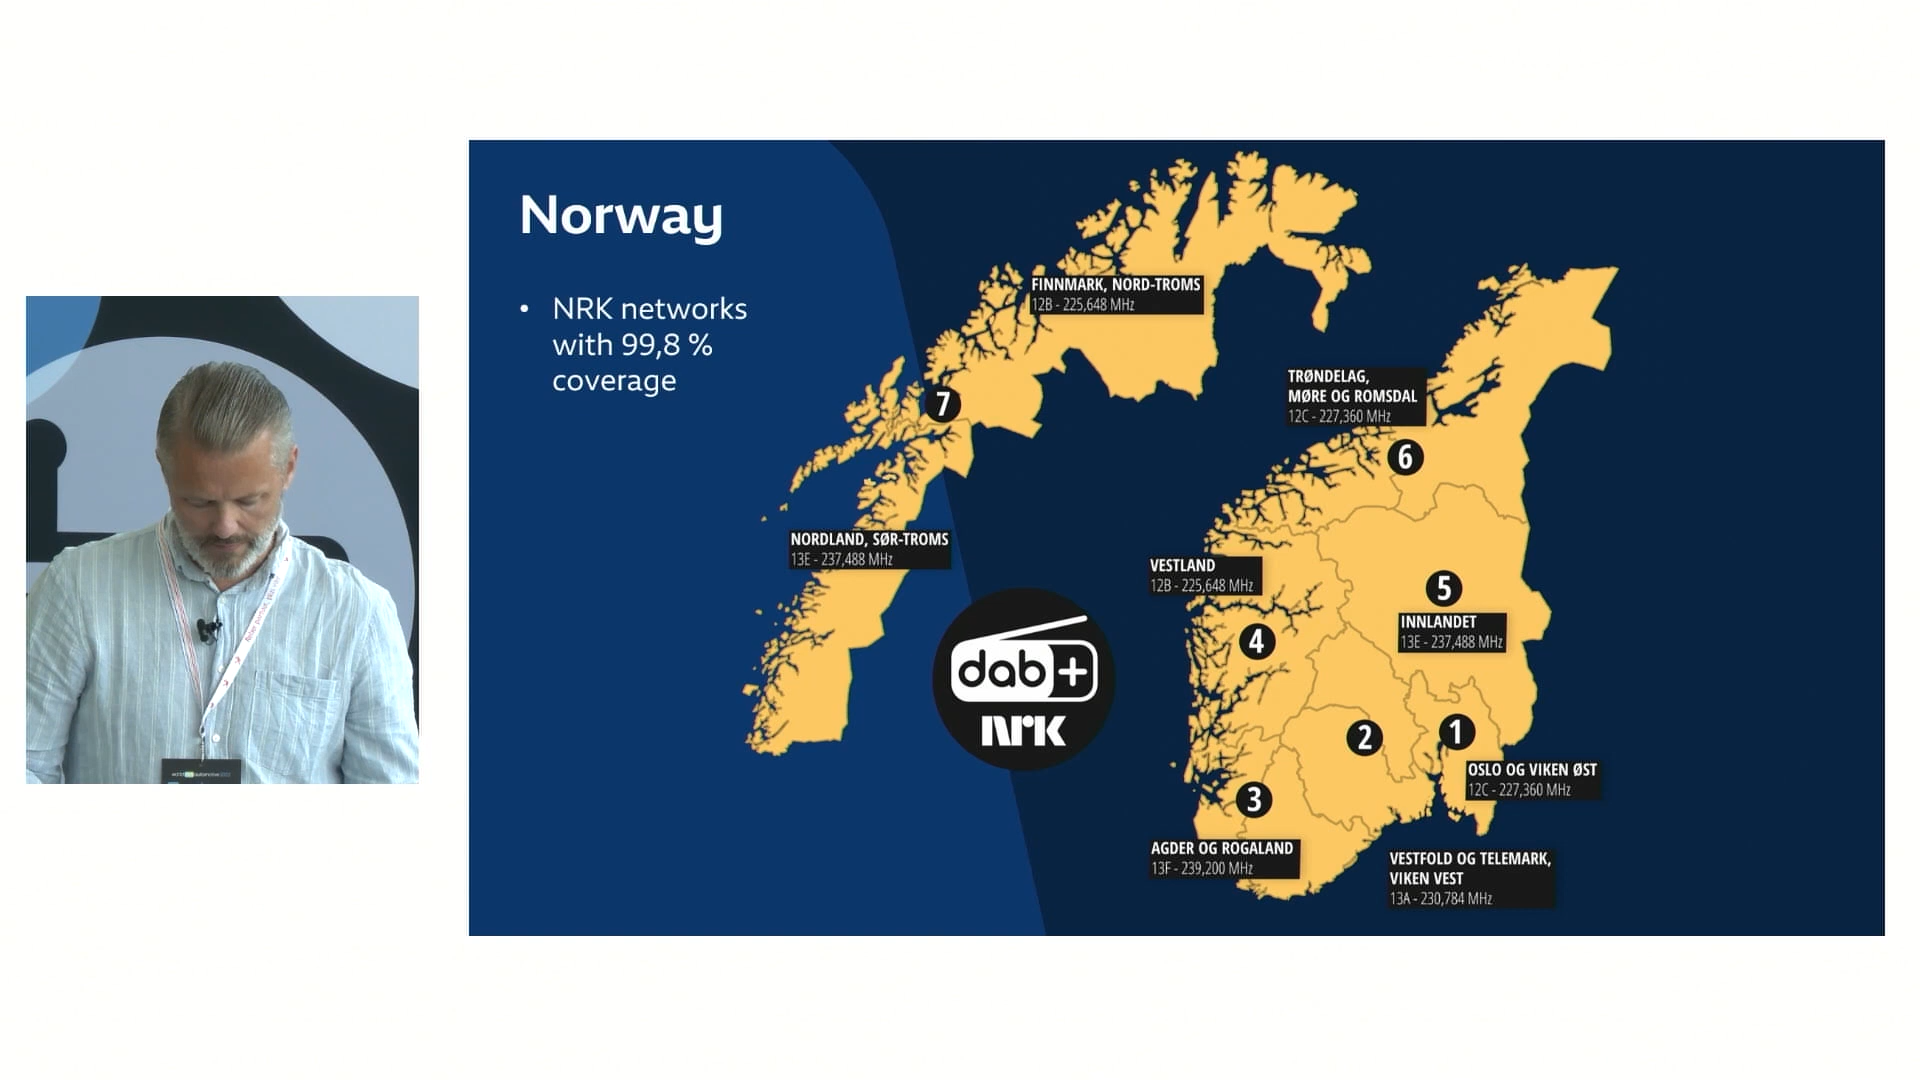 Norway
• NRK networks
with 99,8 %
coverage
FINNMARK, NORD-TROMS
12B - 225,648 MHz
7
NORDLAND, SØR-TROMS
13E - 237,488 MHz
TRØNDELAG,
MØRE OG ROMSDAL
12C - 227,360 MHz
6
VESTLAND
12B - 225,648 MHz
4
5
INNLANDET
13E - 237,488 MHz
dab+
NRK
2
1
OSLO OG VIKEN ØST
12C - 227,360 MHz
3
AGDER OG ROGALAND
13F - 239,200 MHz
VESTFOLD OG TELEMARK,
VIKEN VEST
13A - 230,784 MHz